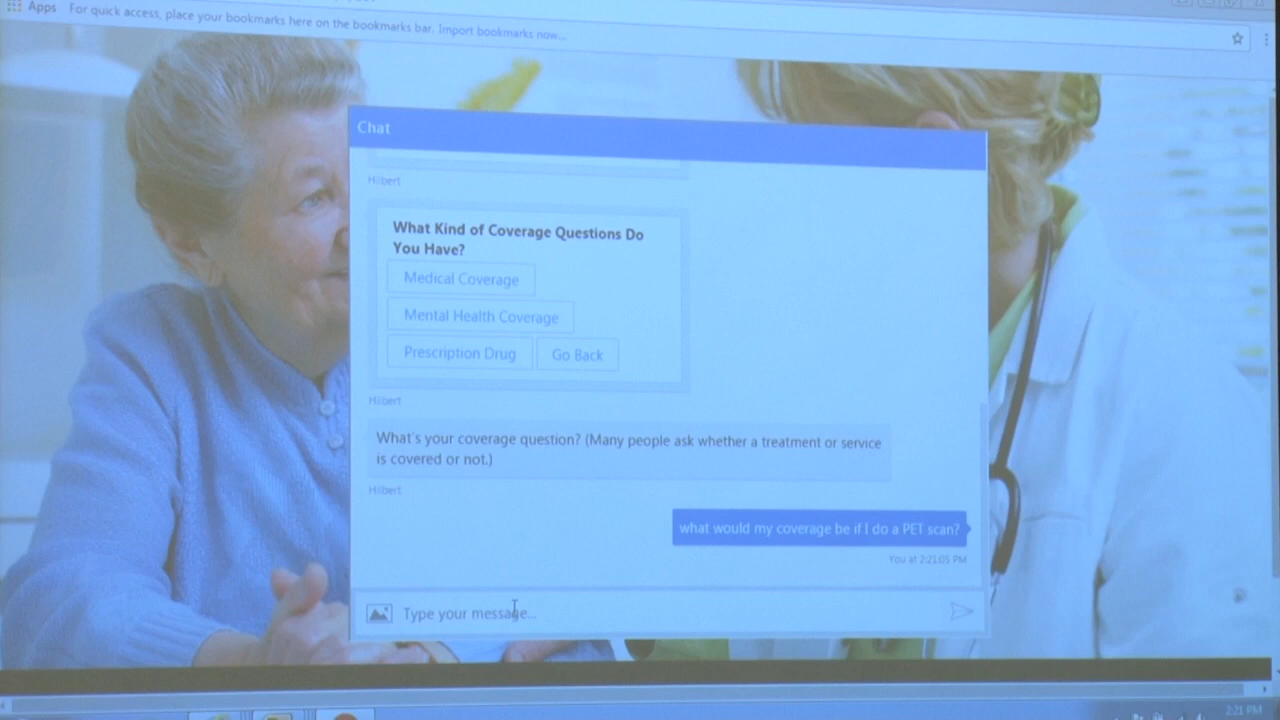 Apps For quick access, place your bookmarks here on the bookmarks bar. Import bookmarks now...
Chat
Hilbert
What Kind of Coverage Questions Do
You Have?
Medical Coverage
Mental Health Coverage
Prescription Drug Go Back
Hilbert
What's your coverage question? (Many people ask whether a treatment or service
is covered or not.)
Hilbert
what would my coverage be if I do a PET scan?
You at 2:21:05 PM
Type your message...
2:21 PM